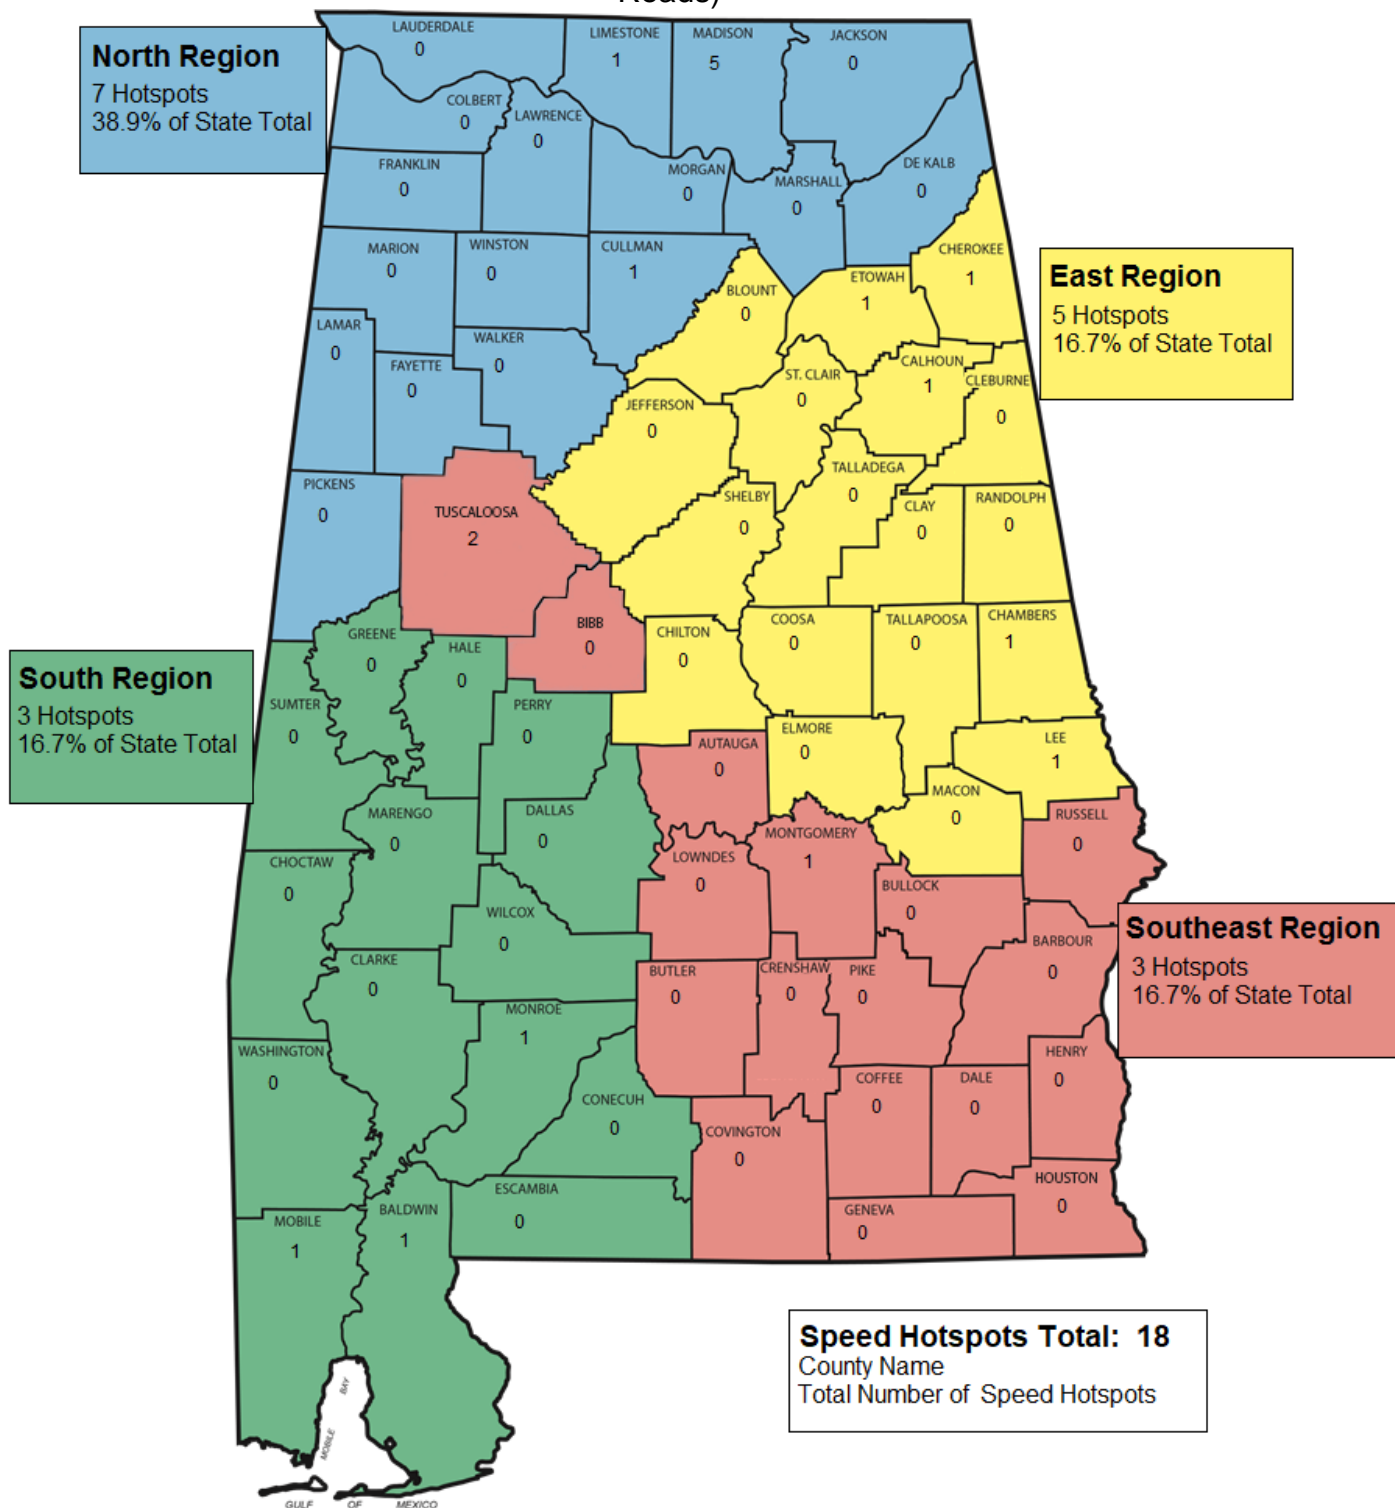 Roads)
LAUDERDALE
0
LIMESTONE
1
MADISON
5
JACKSON
0
North Region
7 Hotspots
38.9% of State Total
COLBERT
0
LAWRENCE
0
FRANKLIN
0
MORGAN
0
MARSHALL
0
DE KALB
0
MARION
0
WINSTON
0
CULLMAN
1
CHEROKEE
1
ETOWAH
1
BLOUNT
0
East Region
5 Hotspots
16.7% of State Total
LAMAR
0
WALKER
0
FAYETTE
0
ST. CLAIR
0
CALHOUN
1
CLEBURNE
0
JEFFERSON
0
TALLADEGA
0
PICKENS
0
TUSCALOOSA
2
SHELBY
0
CLAY
0
RANDOLPH
0
BIBB
0
CHILTON
0
COOSA
0
TALLAPOOSA
0
CHAMBERS
1
GREENE
0
HALE
0
South Region
3 Hotspots
16.7% of State Total
SUMTER
0
PERRY
0
AUTAUGA
0
ELMORE
0
LEE
1
MACON
0
MARENGO
0
DALLAS
0
RUSSELL
0
MONTGOMERY
1
LOWNDES
0
CHOCTAW
0
BULLOCK
0
WILCOX
0
Southeast Region
3 Hotspots
16.7% of State Total
BARBOUR
0
CLARKE
0
BUTLER
0
CRENSHAW
0
PIKE
0
MONROE
1
WASHINGTON
0
HENRY
0
COFFEE
0
DALE
0
CONECUH
0
COVINGTON
0
HOUSTON
0
ESCAMBIA
0
MOBILE
1
BALDWIN
1
GENEVA
0
Speed Hotspots Total: 18
County Name
Total Number of Speed Hotspots
MOBILE BAY
GULF OF MEXICO